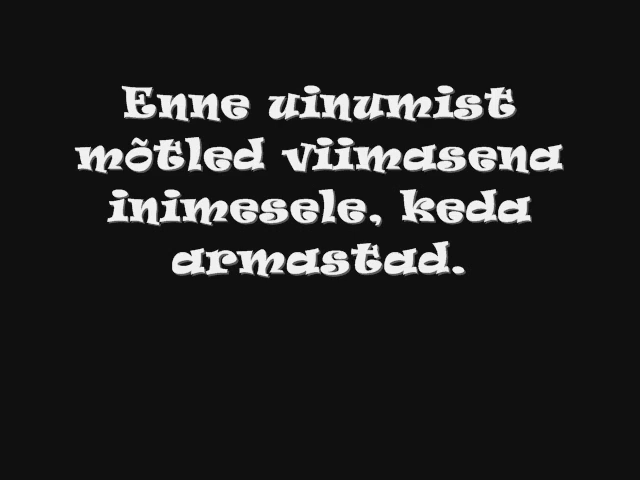 Enne uinumist
mõtled viimasena
inimesele, keda
armastad.